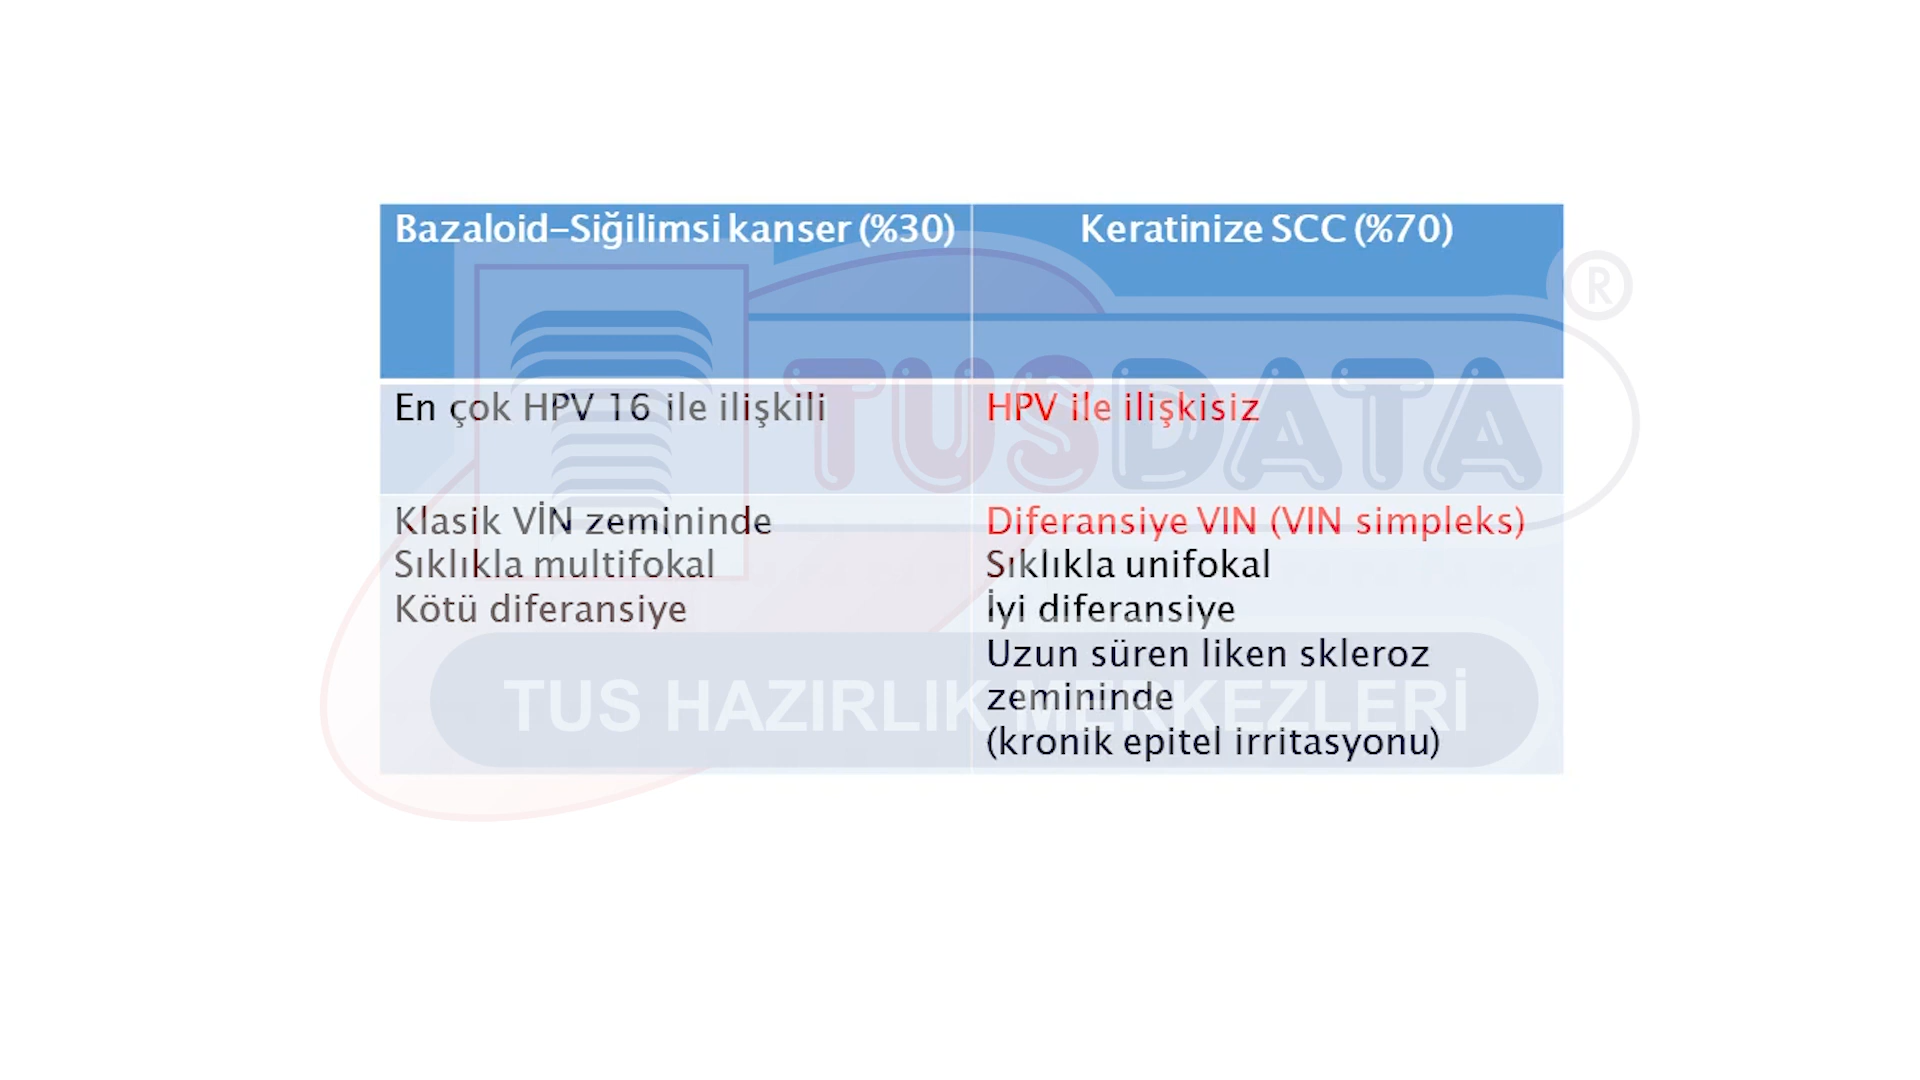 Bazaloid-Siğilimsi kanser (%30)
Keratinize SCC (%70)
®
TUSDATA
En çok HPV 16 ile ilişkili
HPV ile ilişkisiz
Klasik VİN zemininde
Sıklıkla multifokal
Kötü diferansiye
Diferansiye VIN (VIN simpleks)
Sıklıkla unifokal
İyi diferansiye
Uzun süren liken skleroz
zemininde
(kronik epitel irritasyonu)
TUS HAZIRLIK MERKEZLERİ